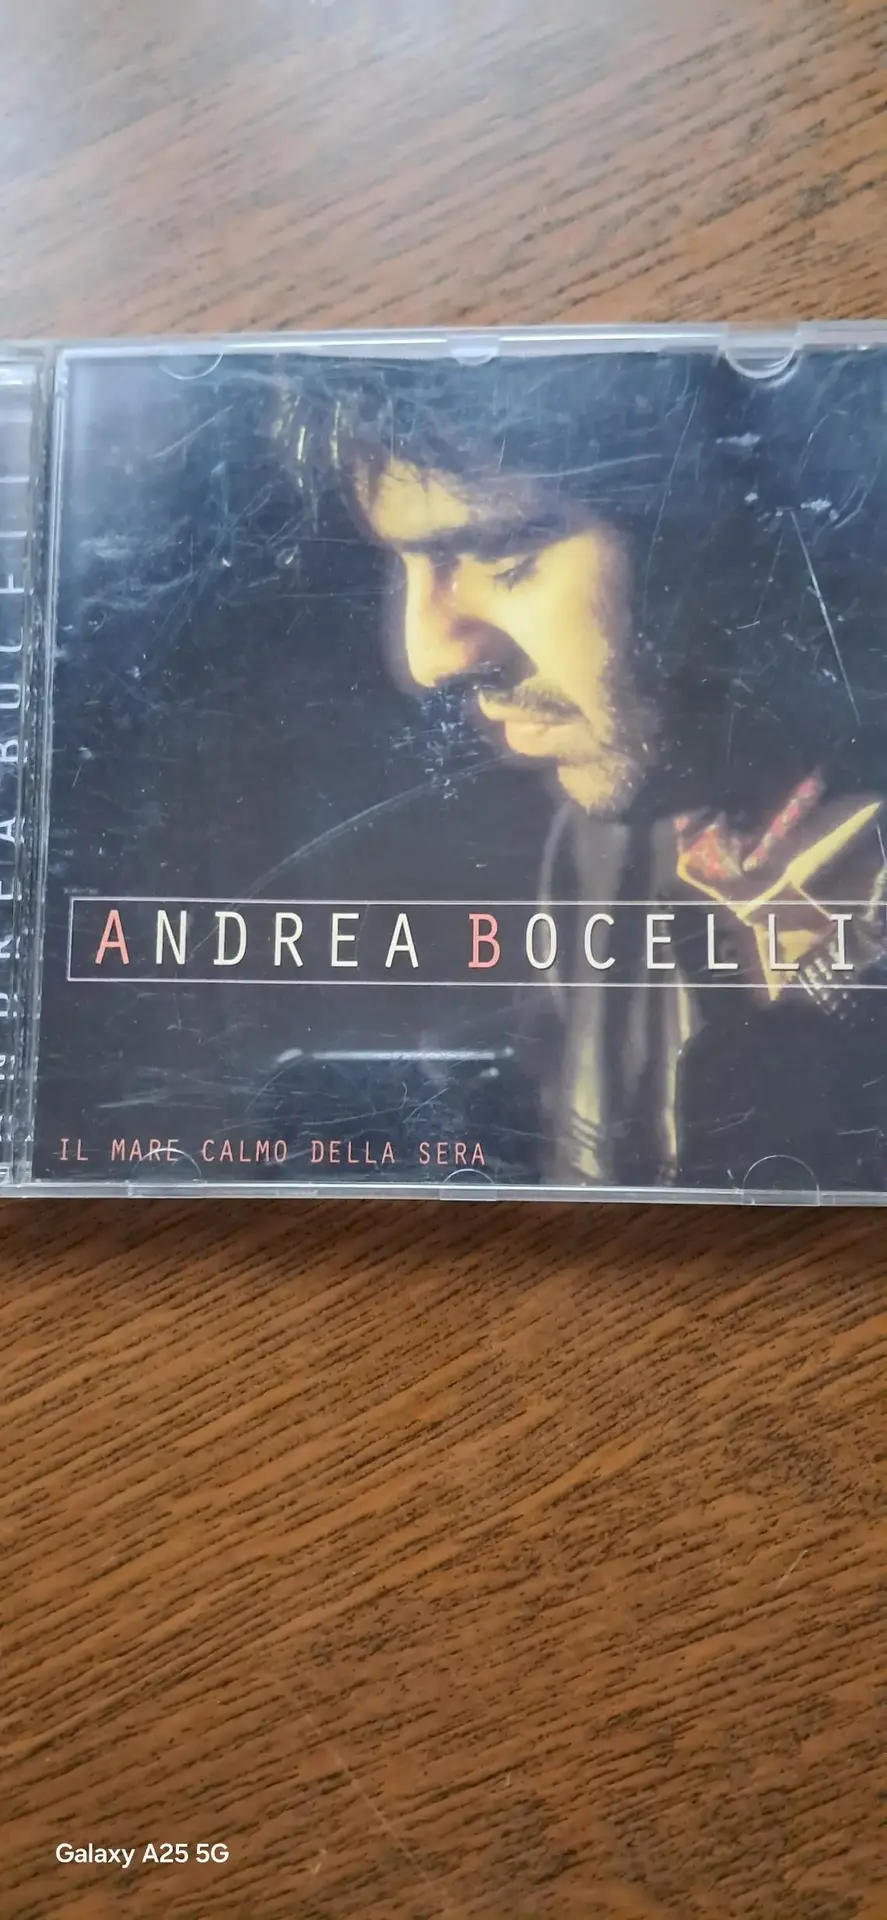 ANDREA BOCELLI
ANDREA BOCELLI
IL MARE CALMO DELLA SERA
Galaxy A25 5G